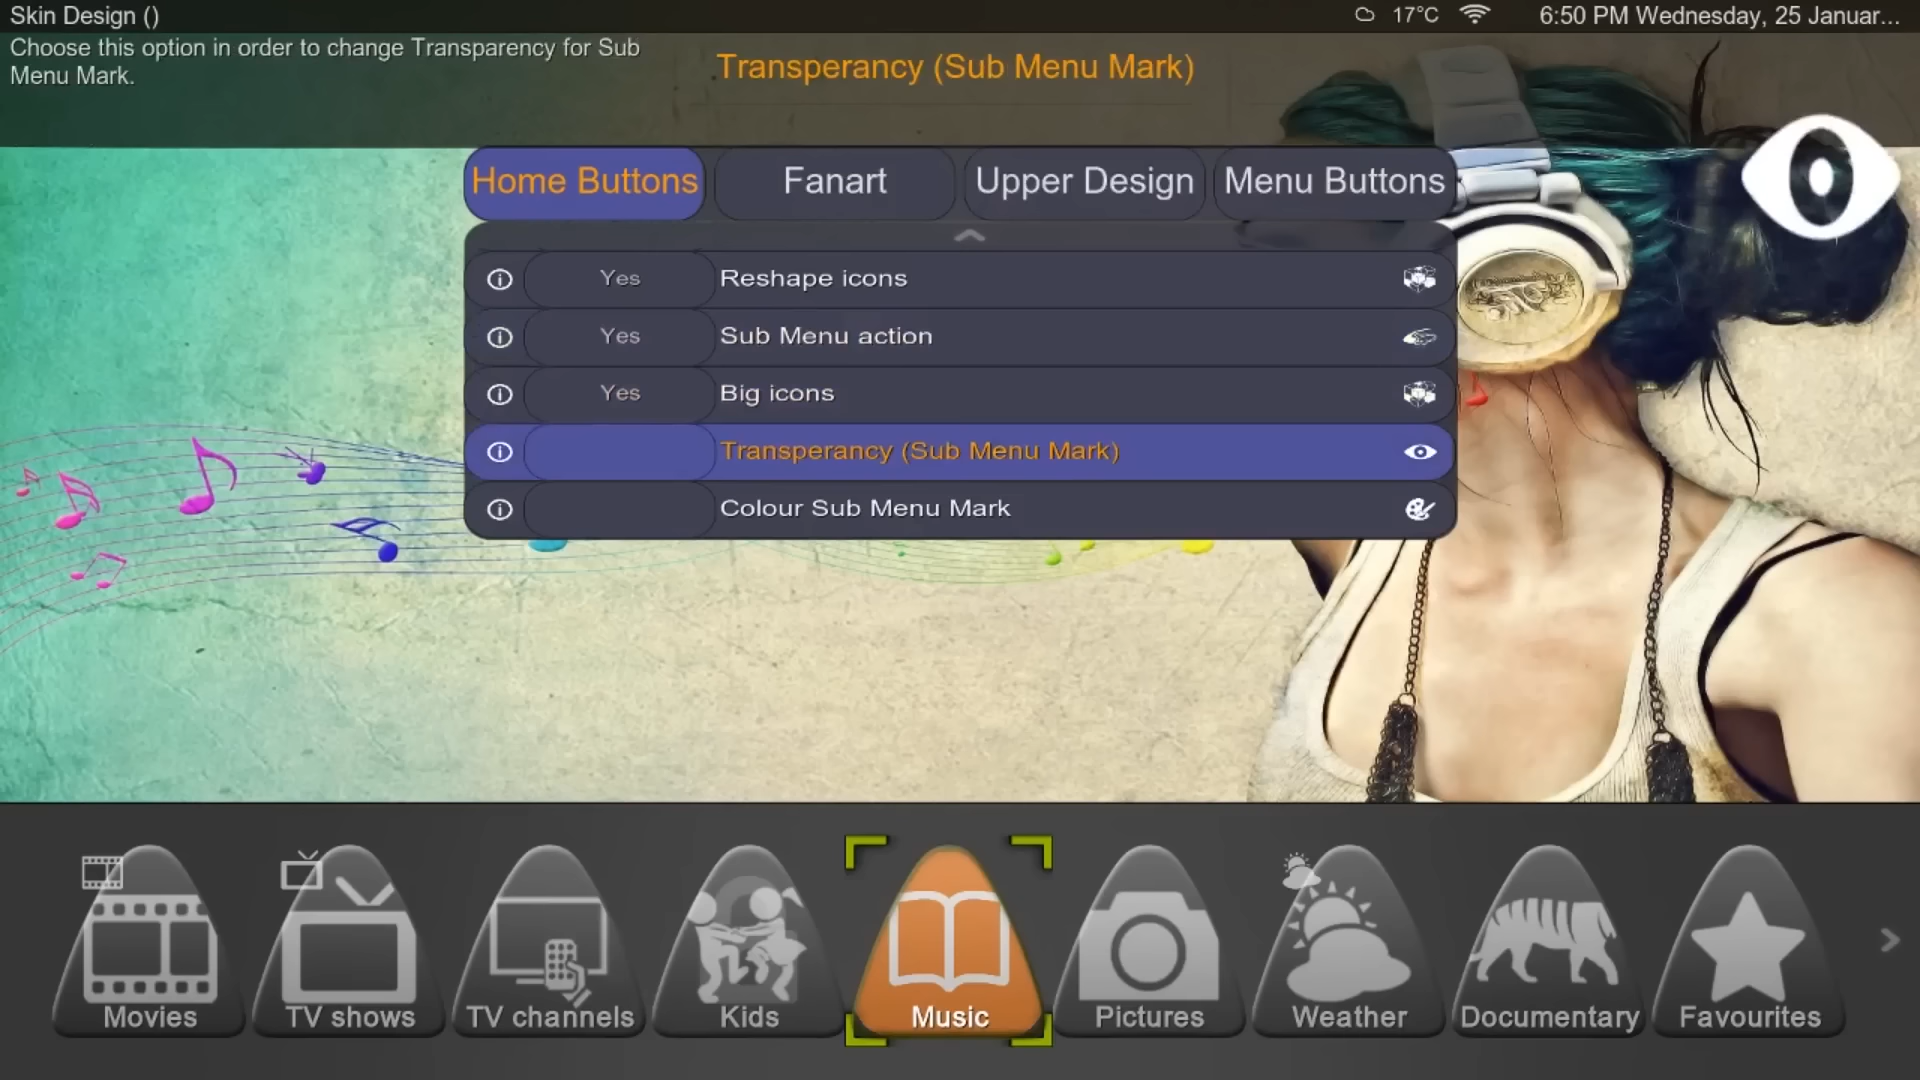 Skin Design ()
17°C
6:50 PM Wednesday, 25 Januar...
Choose this option in order to change Transparency for Sub
Menu Mark.
Transperancy (Sub Menu Mark)
Home Buttons
Fanart
Upper Design
Menu Buttons
Yes
Reshape icons
Yes
Sub Menu action
Yes
Big icons
Transperancy (Sub Menu Mark)
Colour Sub Menu Mark
Movies
TV shows
TV channels
Kids
Music
Pictures
Weather
Documentary
Favourites